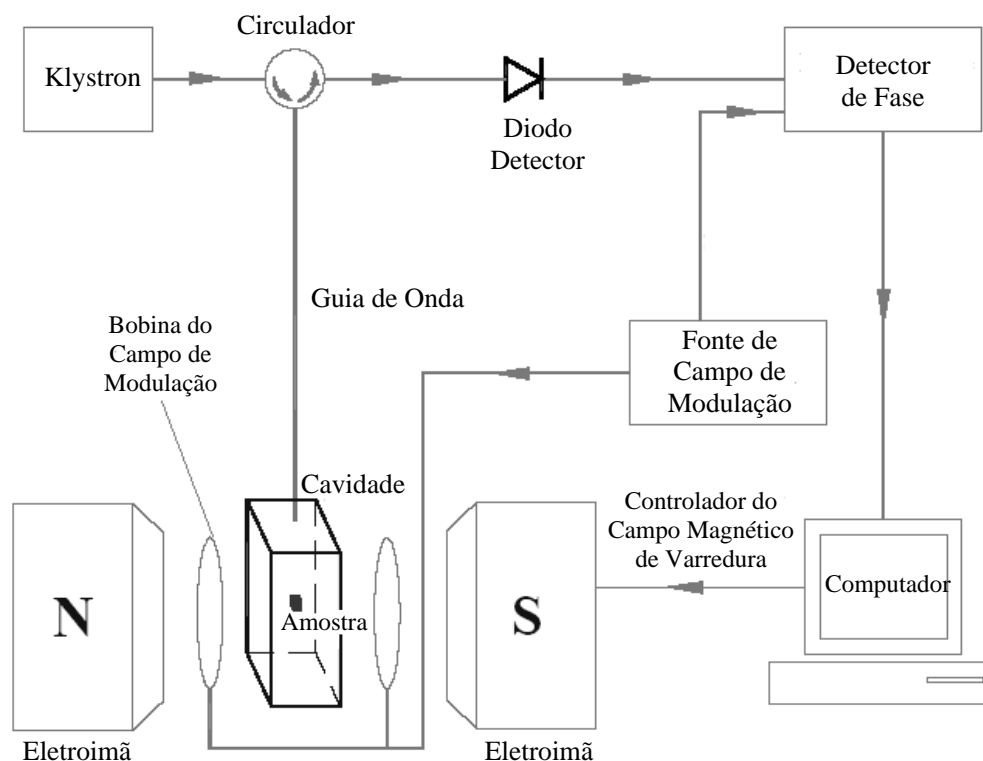 Circulador
Klystron
Detector
de Fase
Diodo
Detector
Guia de Onda
Bobina do
Campo de
Modulação
Fonte de
Campo de
Modulação
Cavidade
Controlador do
Campo Magnético
de Varredura
Computador
N
Amostra
S
Eletroimã
Eletroimã